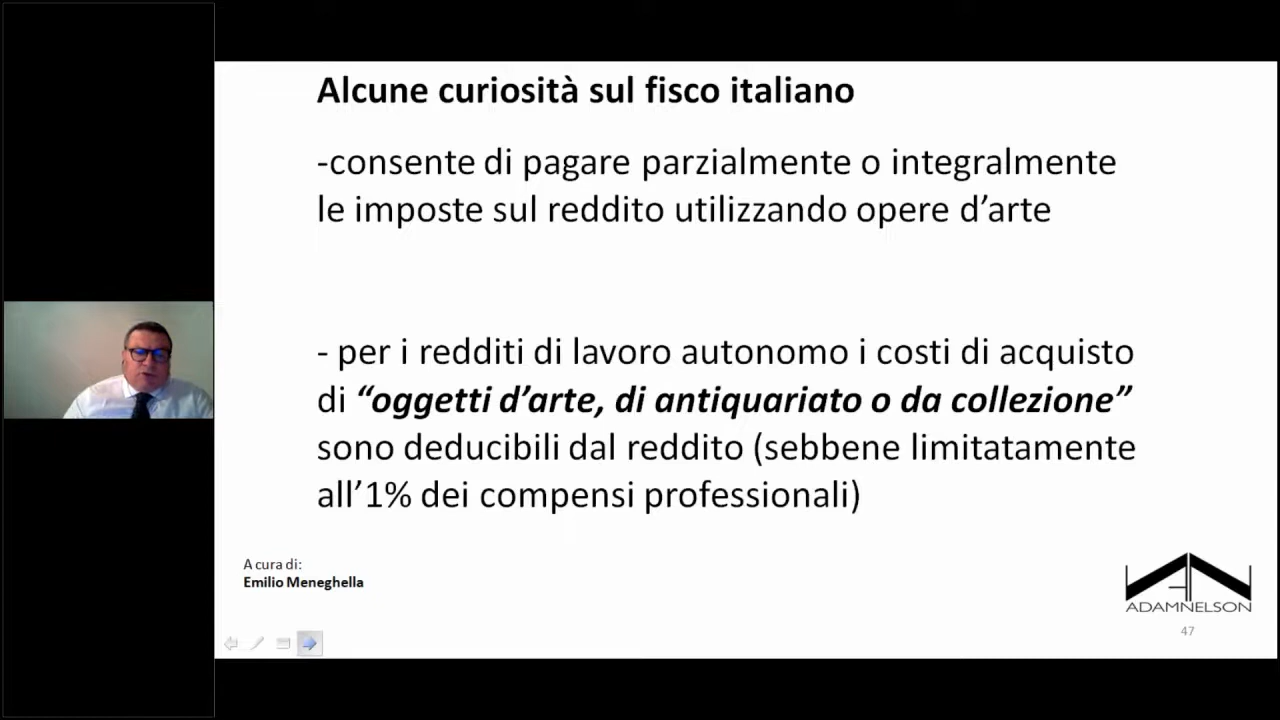 Alcune curiosità sul fisco italiano
-consente di pagare parzialmente o integralmente
le imposte sul reddito utilizzando opere d’arte
- per i redditi di lavoro autonomo i costi di acquisto
di “oggetti d’arte, di antiquariato o da collezione”
sono deducibili dal reddito (sebbene limitatamente
all’1% dei compensi professionali)
A cura di:
Emilio Meneghella
ADAMNELSON
47